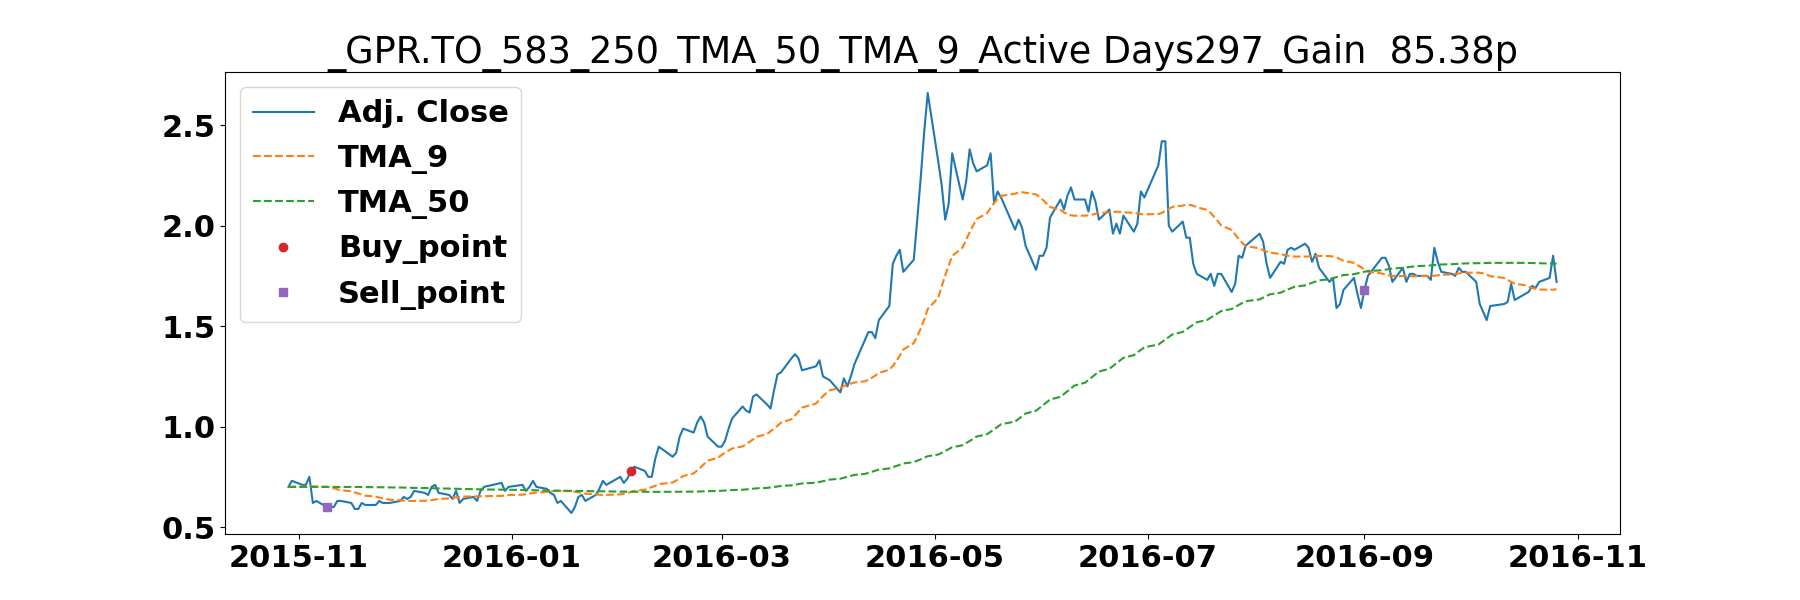 _GPR.TO_583_250_TMA_50_TMA_9_Active Days297_Gain  85.38p
Adj. Close
TMA_9
TMA_50
Buy_point
Sell_point
2.5
2.0
1.5
1.0
0.5
2015-11 2016-01 2016-03 2016-05 2016-07 2016-09 2016-11